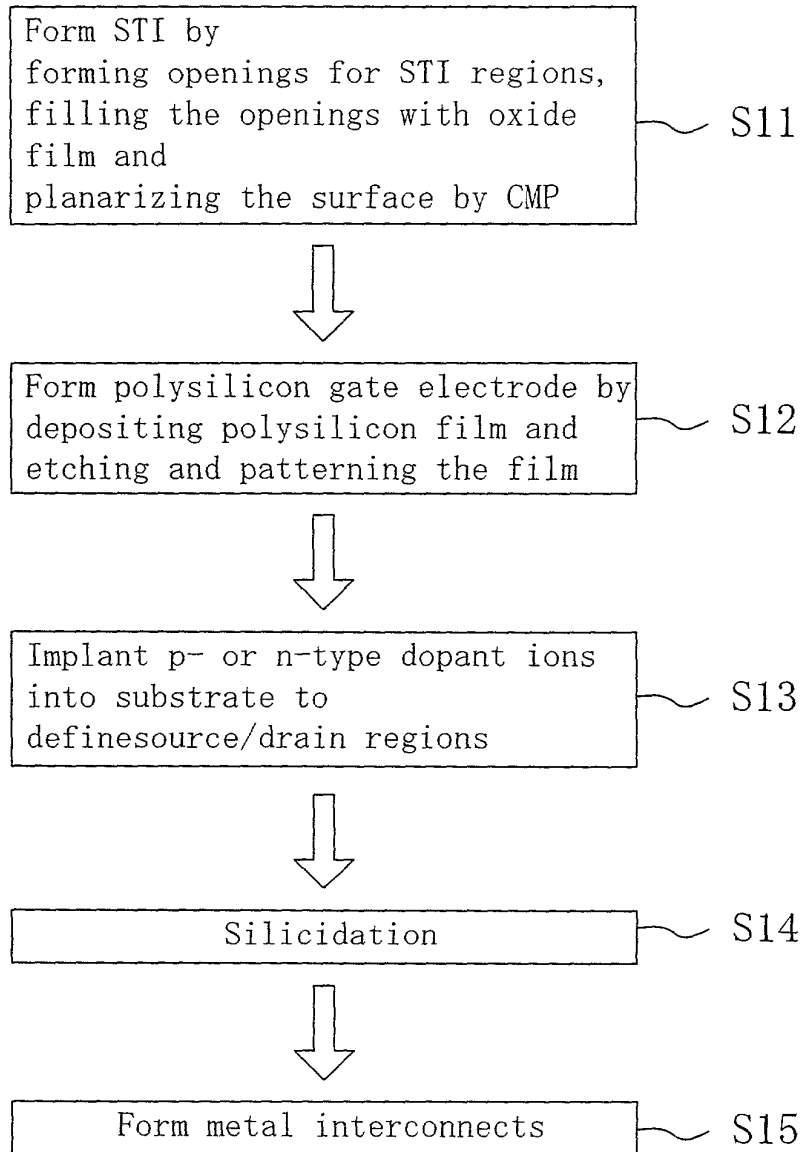 Form STI by
forming openings for STI regions,
filling the openings with oxide
film and
planarizing the surface by CMP
S11
Form polysilicon gate electrode by
depositing polysilicon film and
etching and patterning the film
S12
Implant p- or n-type dopant ions
into substrate to
definesource/drain regions
S13
Silicidation
S14
Form metal interconnects
S15